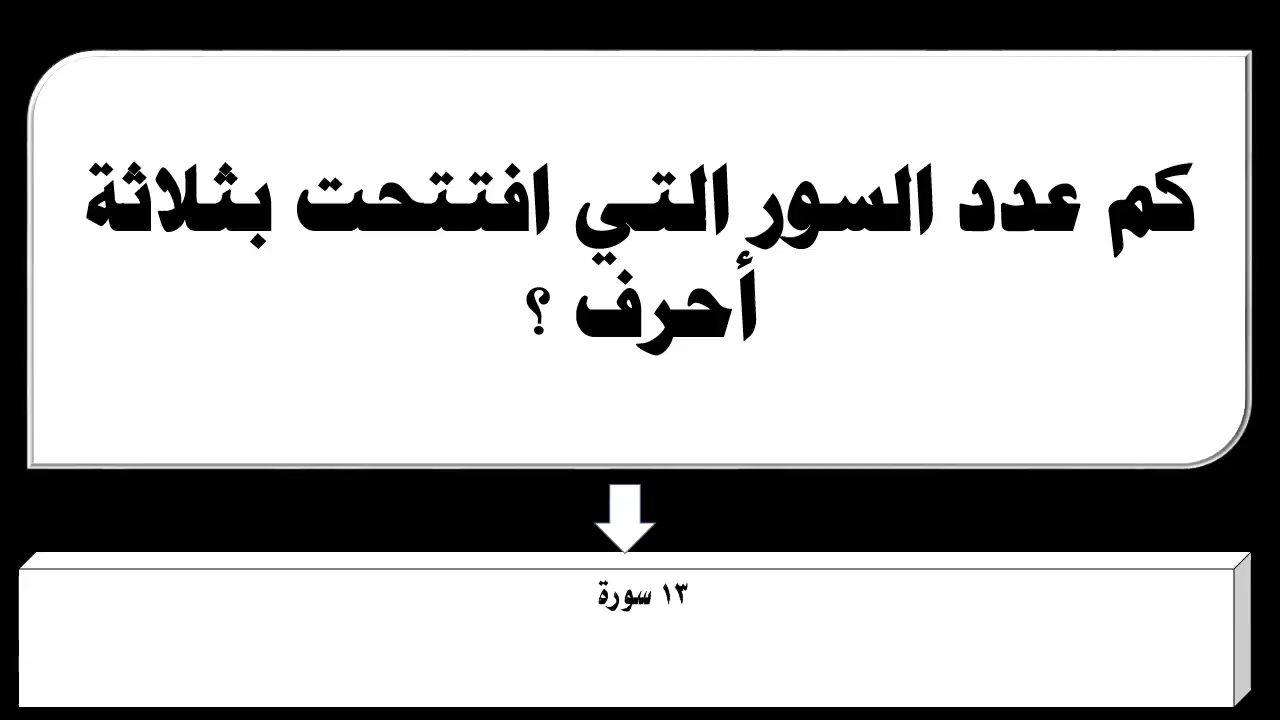 كم عدد السور التي افتتحت بثلاثة
أحرف ؟
١٣ سورة